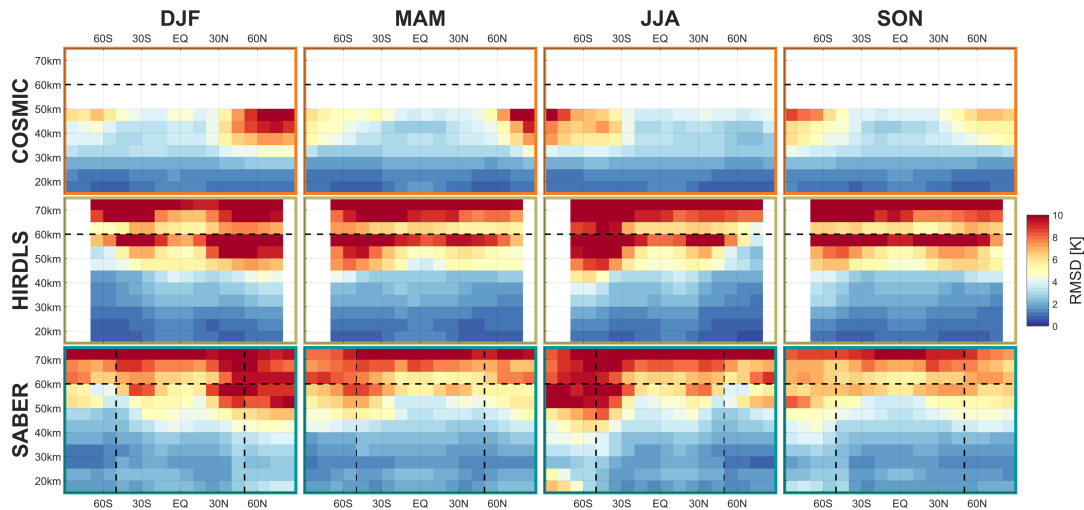 DJF MAM JJA SON
60S 30S EQ 30N 60N 60S 30S EQ 30N 60N 60S 30S EQ 30N 60N 60S 30S EQ 30N 60N
COSMIC
70km
60km
50km
40km
30km
20km
HIRDLS
70km
60km
50km
40km
30km
20km
SABER
70km
60km
50km
40km
30km
20km
60S 30S EQ 30N 60N 60S 30S EQ 30N 60N 60S 30S EQ 30N 60N 60S 30S EQ 30N 60N
10
8
6
4
2
0
RMSD [K]